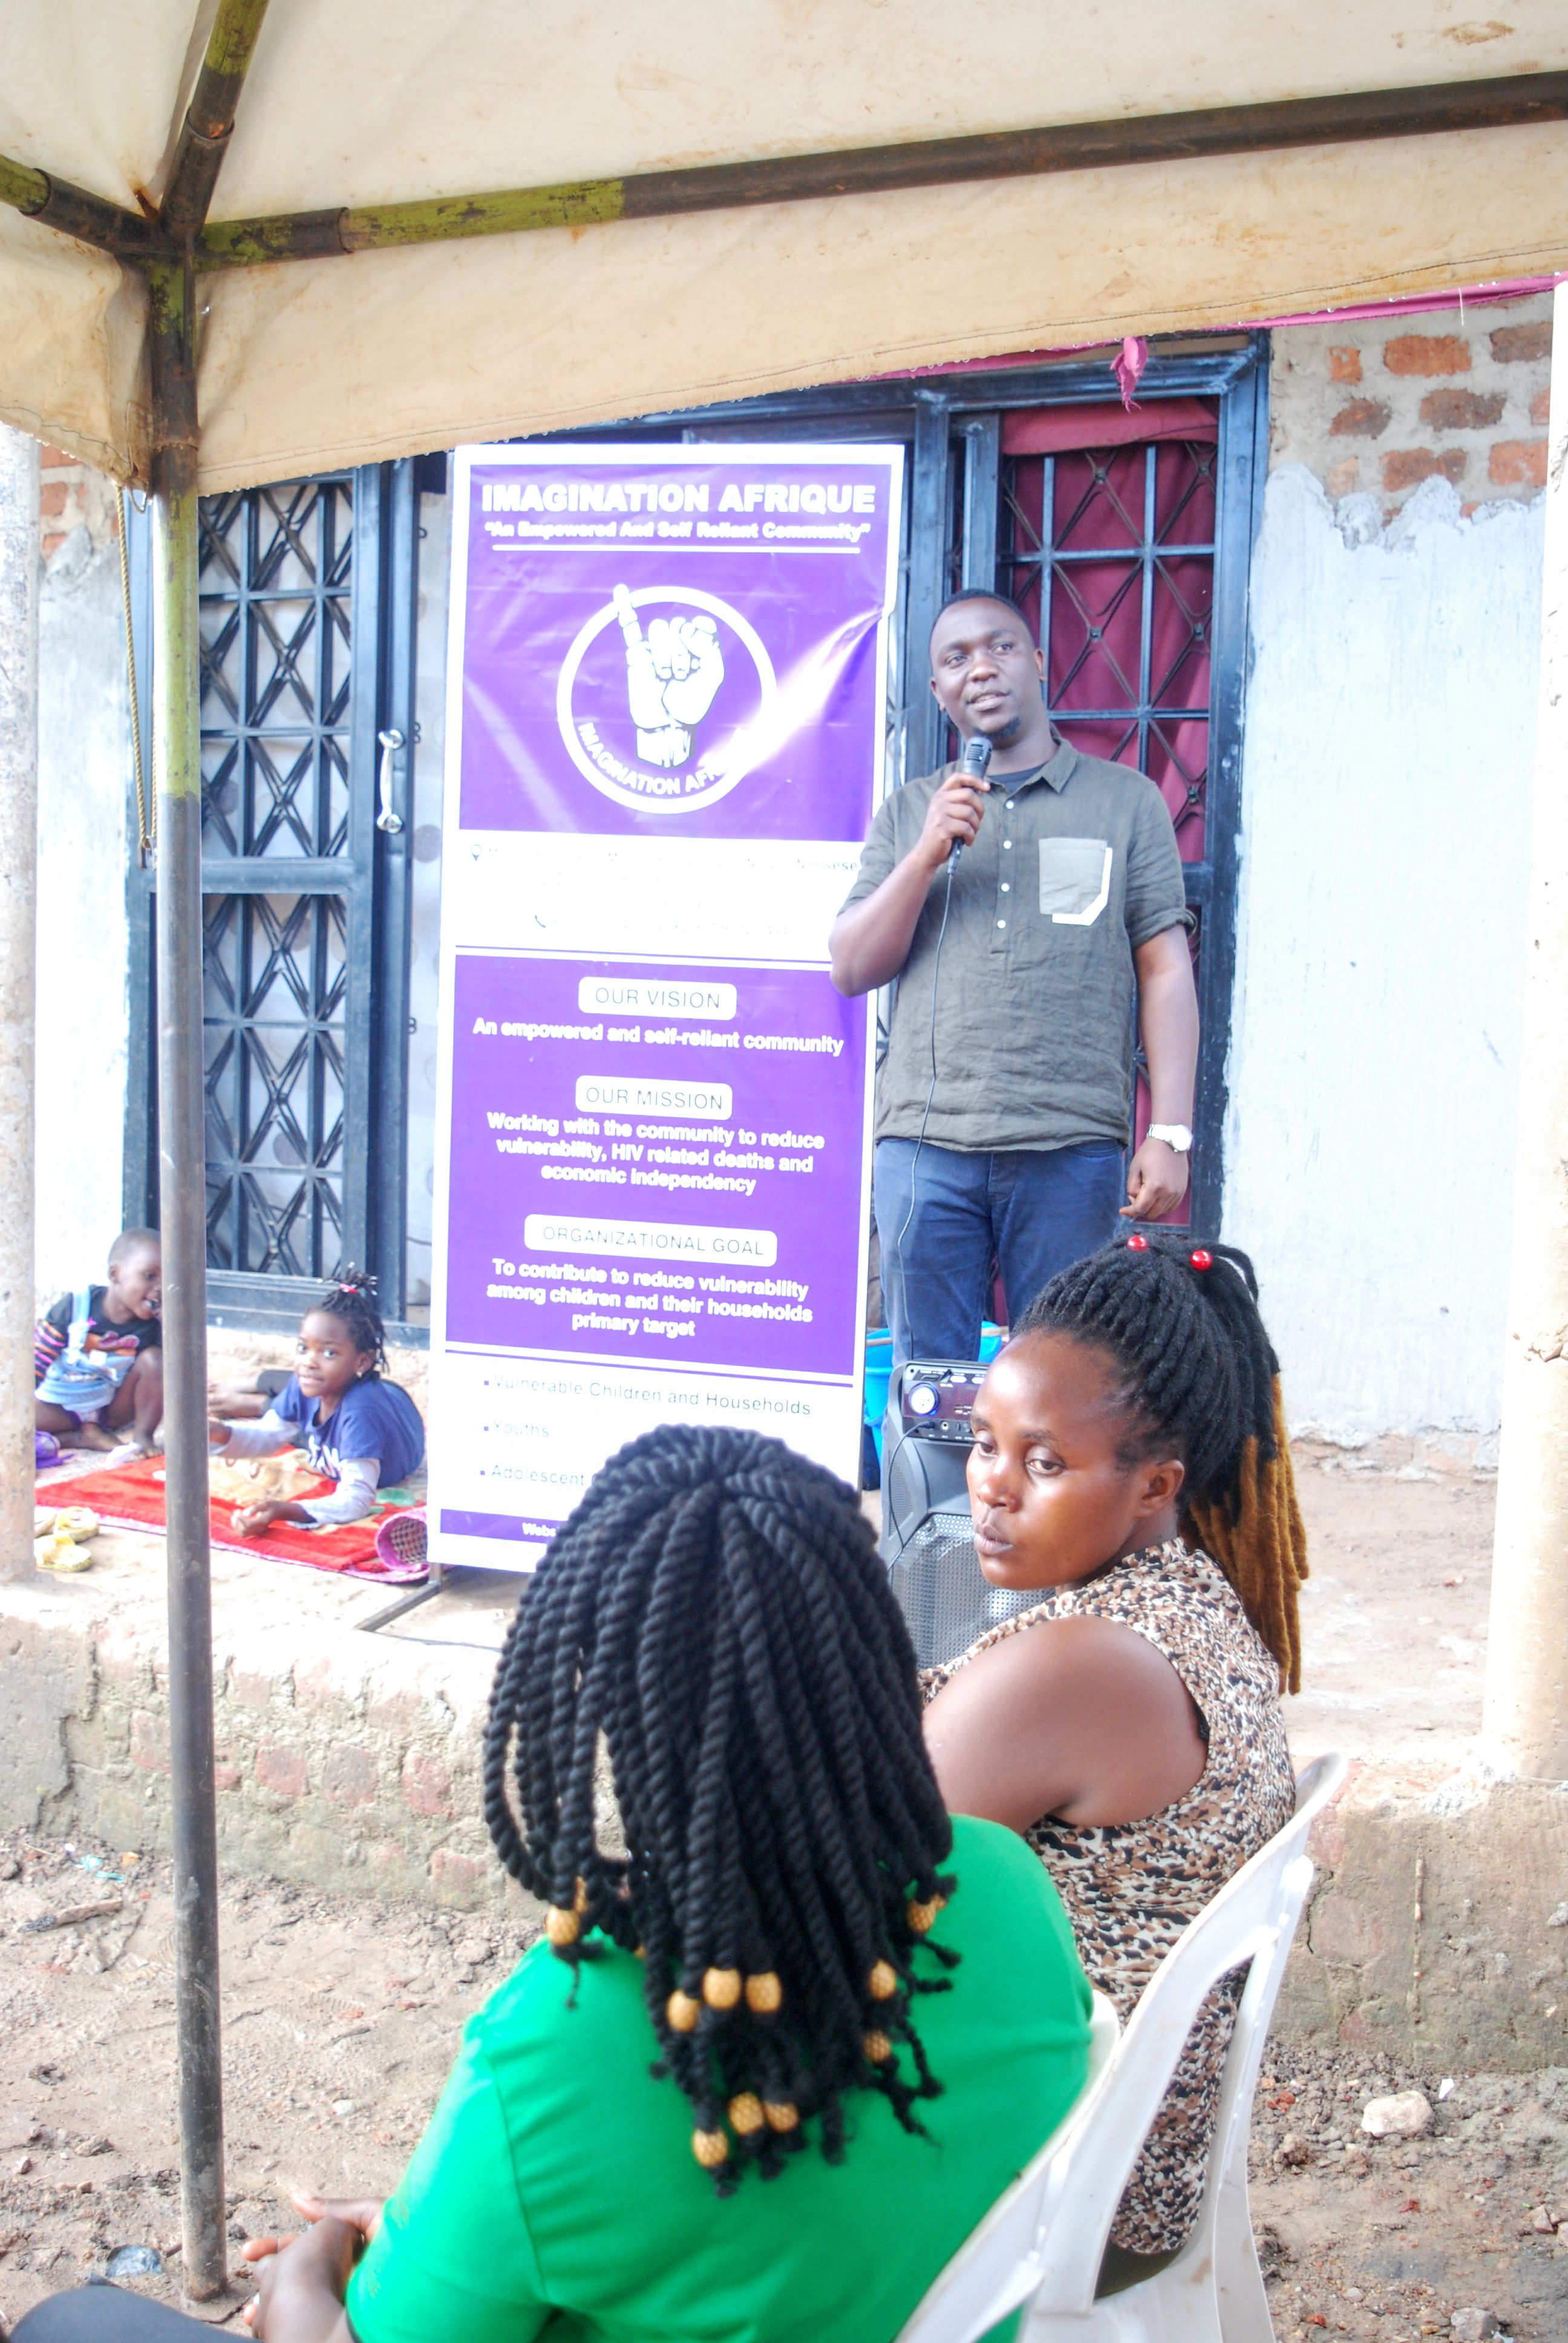 IMAGINATION AFRIQUE
"An Empowered And Self Reliant Community"
IMAGINATION AFR
OUR VISION
An empowered and self-reliant community
OUR MISSION
Working with the community to reduce
vulnerability, HIV related deaths and
economic independency
ORGANIZATIONAL GOAL
To contribute to reduce vulnerability
among children and their households
primary target
Vulnerable Children and Households
Youths
Adolescent